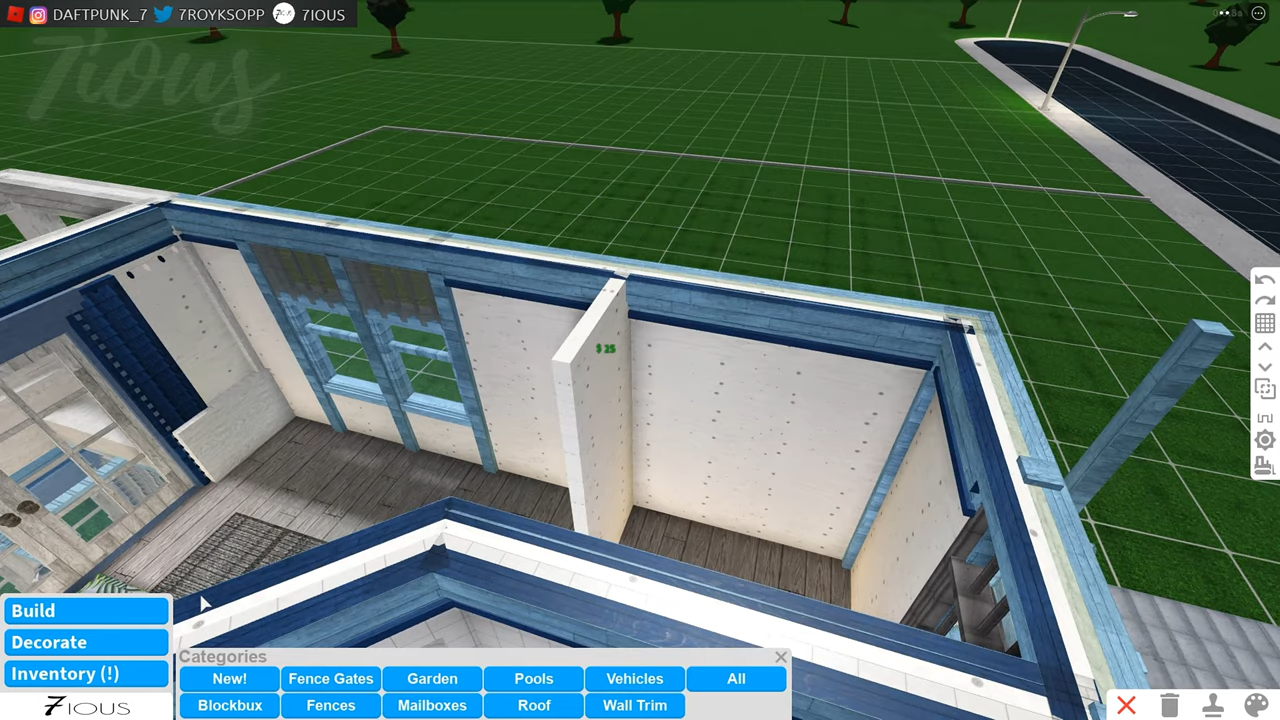 DAFTPUNK_7 7ROYKSOPP 7IOUS
7ious
$ 25
Build
Decorate
Inventory (!)
7IOUS
Categories
New! Fence Gates Garden Pools Vehicles All
Blockbux Fences Mailboxes Roof Wall Trim